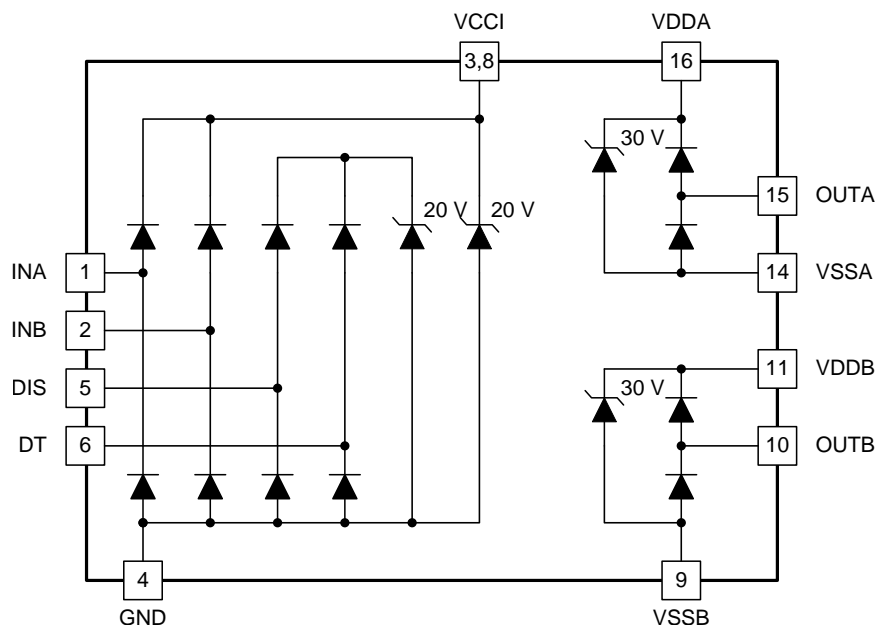 VCCI VDDA
3,8 16
30 V
20 V 20 V
15 OUTA
INA 1 14 VSSA
INB 2
11 VDDB
DIS 5 30 V
DT 6 10 OUTB
4 9
GND VSSB